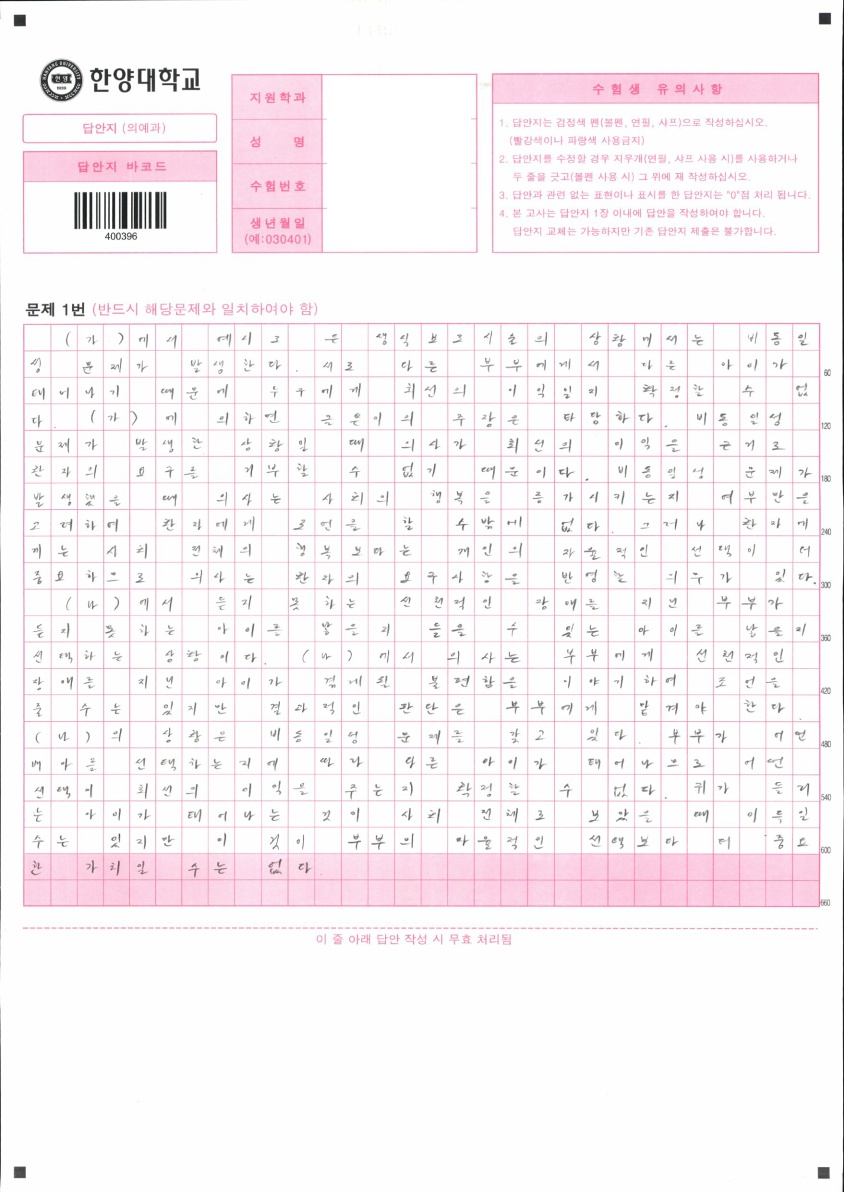 한양대학교
답안지 (의예과)
답안지 바코드
400396
지원학과
성 명
수험번호
생년월일
(예:030401)
수 험 생 유 의 사 항
1. 답안지는 검정색 펜(볼펜, 연필, 샤프)으로 작성하십시오.
(빨강색이나 파랑색 사용금지)
2. 답안지를 수정할 경우 지우개(연필, 샤프 사용 시)를 사용하거나
두 줄을 긋고(볼펜 사용 시) 그 위에 재 작성하십시오.
3. 답안과 관련 없는 표현이나 표시를 한 답안지는 "0"점 처리 됩니다.
4. 본 고사는 답안지 1장 이내에 답안을 작성하여야 합니다.
답안지 교체는 가능하지만 기존 답안지 제출은 불가합니다.
문제 1번 (반드시 해당문제와 일치하여야 함)
(가)에서 예시로 든 생식보조시술의 상황에서는 비동일
성 문제가 발생한다. 서로 다른 부부에게서 다른 아이가 60
태어나기 때문에 누구에게 최선의 이익일지 확정할 수 없
다. (가)에 의하면 글쓴이의 주장은 타당하다. 비동일성 120
문제가 발생한 상황일 때 의사가 최선의 이익을 근거로
환자의 요구를 거부할 수 없기 때문이다. 비동일성 문제가 180
발생했을 때 의사는 사회의 행복을 증가시키는지 여부만을
고려하여 환자에게 조언을 할 수밖에 없다. 그러나 환자에 240
게는 사회 전체의 행복보다는 개인의 자율적인 선택이 더
중요하므로 의사는 환자의 요구사항을 반영할 의무가 있다. 300
(나)에서 듣지 못하는 선천적인 장애를 지닌 부부가
듣지 못하는 아이를 낳을지 들을 수 있는 아이를 낳을지 360
선택하는 상황이다. (나)에서 의사는 부부에게 선천적인
장애를 지닌 아이가 겪게될 불편함을 이야기하여 조언을 420
줄 수는 있지만 결과적인 판단은 부부에게 맡겨야 한다.
(나)의 상황은 비동일성 문제를 갖고 있다. 부부가 어떤 480
배아를 선택하는지에 따라 다른 아이가 태어나므로 어떤
선택이 최선의 이익을 주는지 확정할 수 없다. 귀가 들리 540
는 아이가 태어나는 것이 사회 전체로 보았을 때 이득일
수는 있지만 이 것이 부부의 자율적인 선택보다 더 중요 600
한 가치일 수는 없다.
660
이 줄 아래 답안 작성 시 무효 처리됨